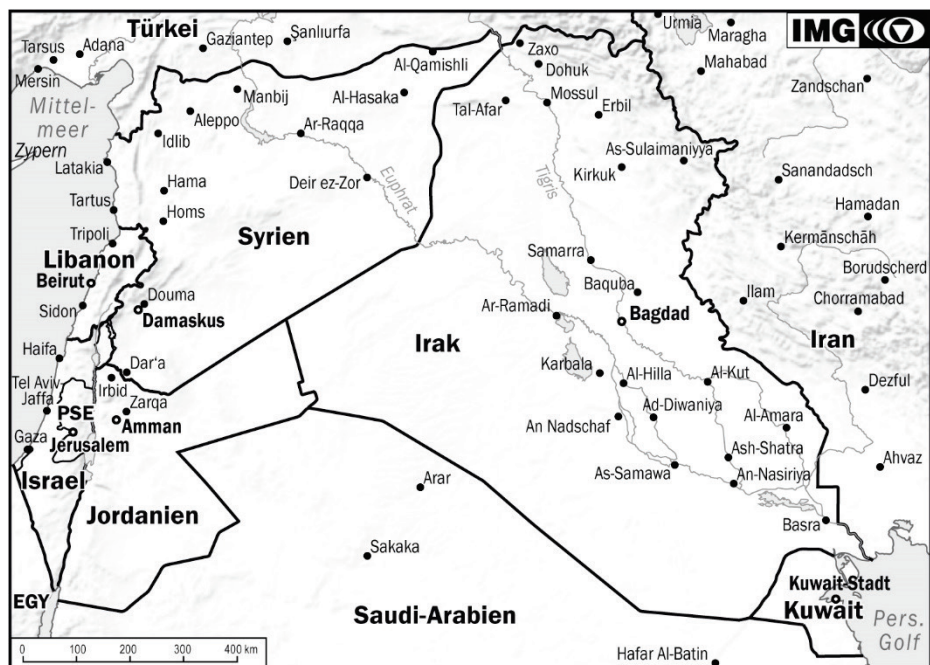 Türkei
IMG
Tarsus
Adana
Gaziantep
Şanlıurfa
Mersin
Al-Qamishli
Zaxo
Dohuk
Urmia
Maragha
Mahabad
Zandschan
Mittel-
meer
Zypern
Manbij
Al-Hasaka
Tal-Afar
Mossul
Erbil
Aleppo
Idlib
Ar-Raqqa
Latakia
Deir ez-Zor
Euphrat
Tigris
As-Sulaimaniyya
Kirkuk
Sanandadsch
Hama
Homs
Tartus
Hamadan
Tripoli
Syrien
Kermānschāh
Libanon
Beirut
Samarra
Borudscherd
Baquba
Ilam
Chorramabad
Sidon
Douma
Damaskus
Ar-Ramadi
Bagdad
Irak
Iran
Haifa
Dar'a
Irbid
Karbala
Al-Hilla
Al-Kut
Dezful
Tel Aviv
Jaffa
PSE
Zarqa
Amman
Ad-Diwaniya
An Nadschaf
Al-Amara
Jerusalem
Gaza
Ash-Shatra
Israel
Arar
As-Samawa
An-Nasiriya
Ahvaz
Jordanien
Basra
Sakaka
EGY
Saudi-Arabien
Kuwait-Stadt
Kuwait
Pers.
Golf
Hafar Al-Batin
0 100 200 300 400 km